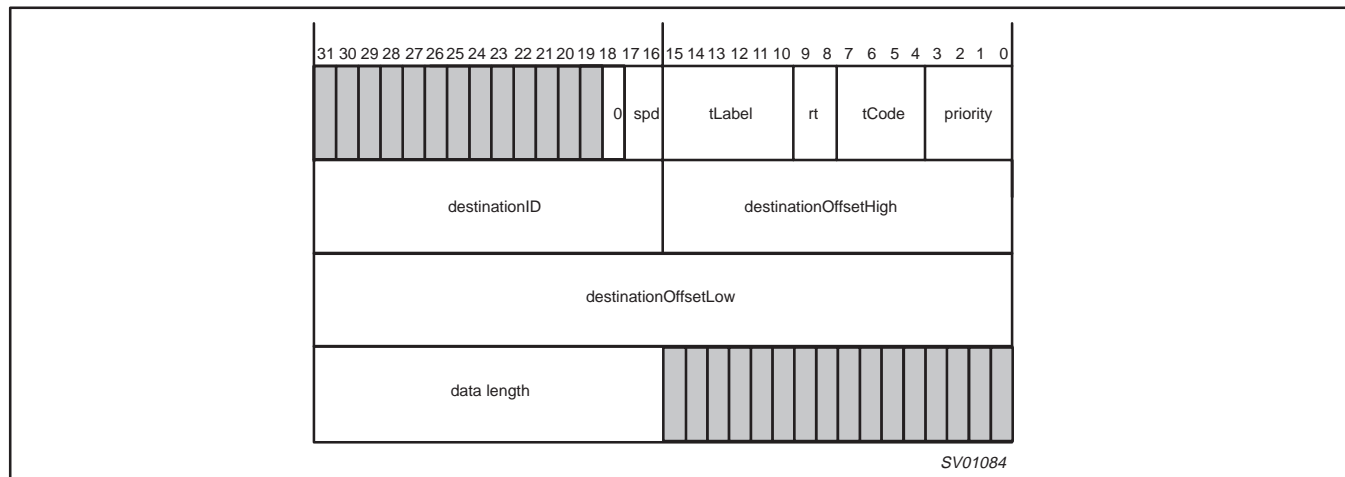 31 30 29 28 27 26 25 24 23 22 21 20 19 18 17 16 15 14 13 12 11 10 9 8 7 6 5 4 3 2 1 0
0 spd tLabel rt tCode priority
destinationID destinationOffsetHigh
destinationOffsetLow
data length
SV01084